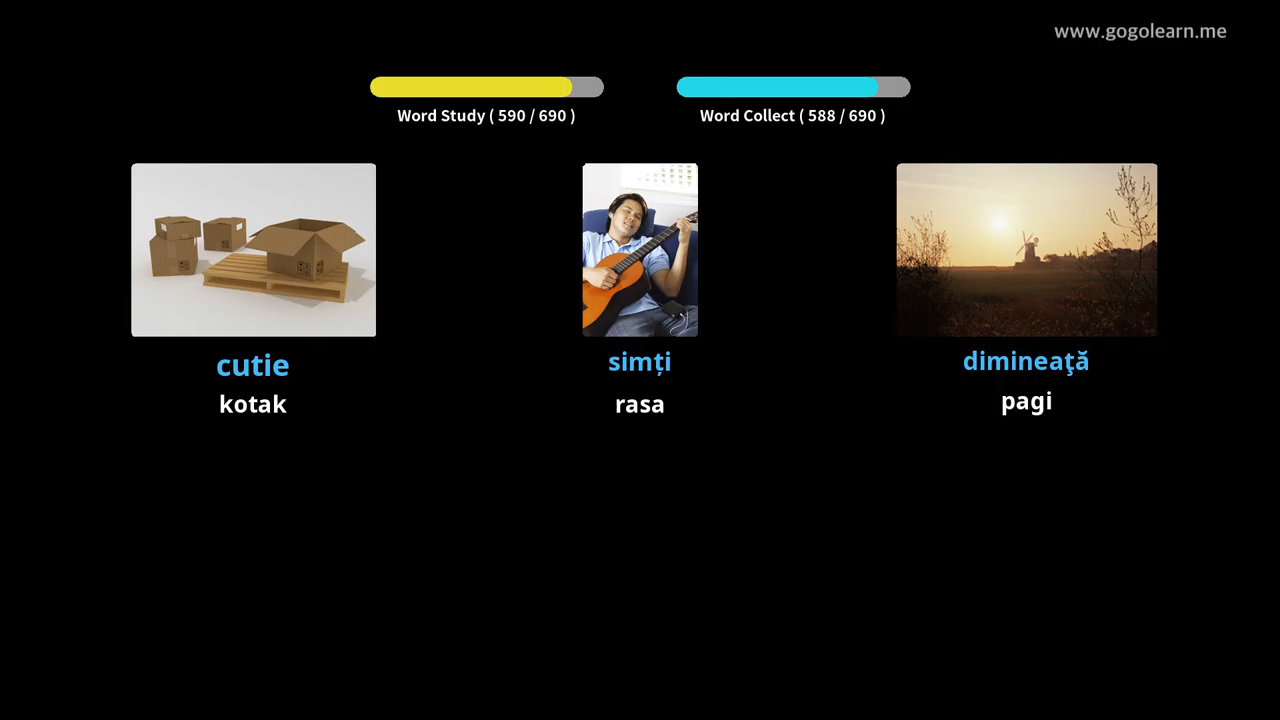 www.gogolearn.me
Word Study ( 590 / 690 )
Word Collect ( 588 / 690 )
cutie
simți
dimineaţă
kotak
rasa
pagi